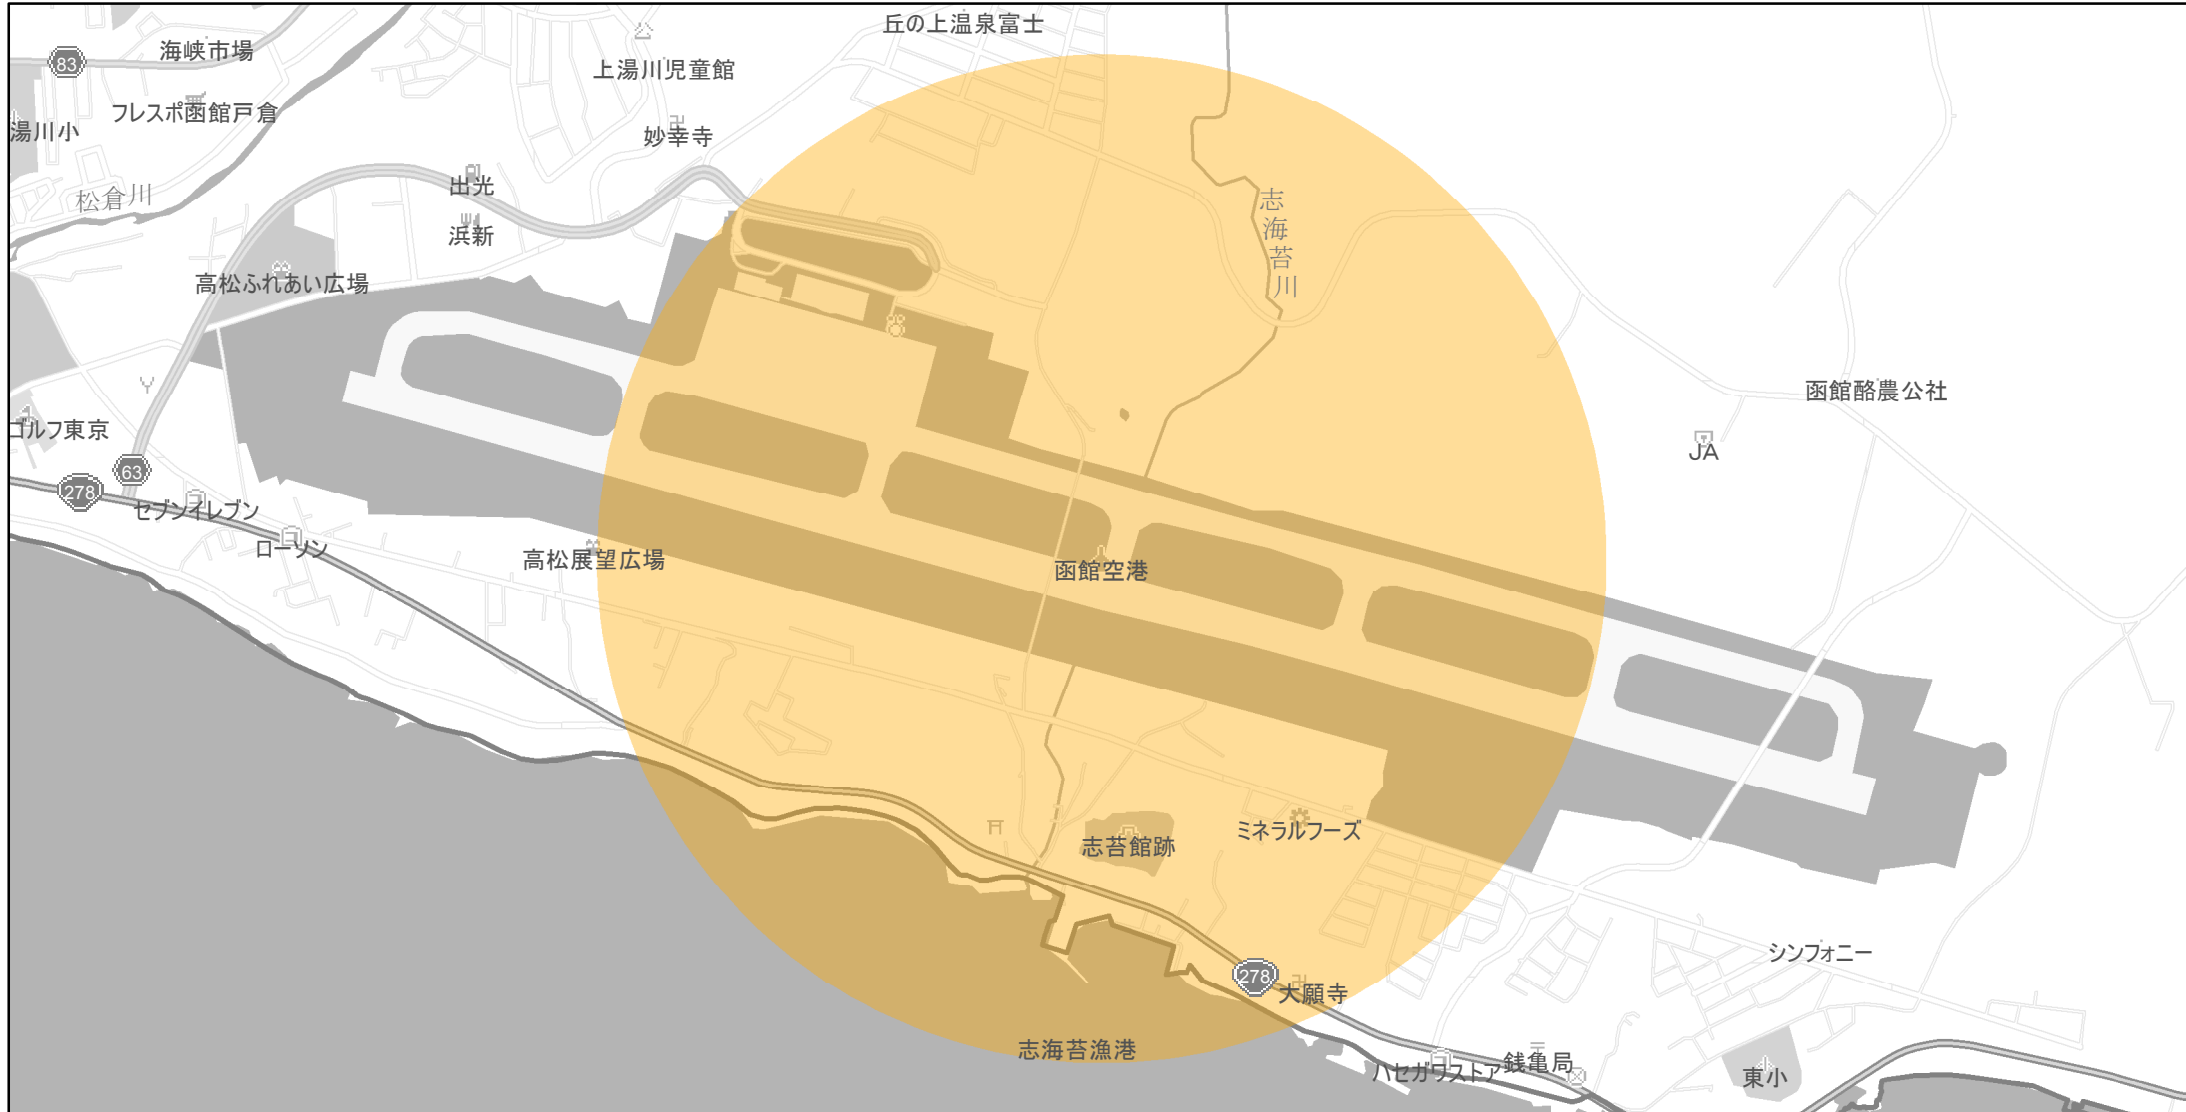 丘の上温泉富士
海峡市場
83
上湯川児童館
フレスポ函館戸倉
湯川小
妙幸寺
出光
松倉川
志海苔川
浜新
高松ふれあい広場
函館酪農公社
ゴルフ東京
JA
63
278
セブンイレブン
ローソン
高松展望広場
函館空港
ミネラルフーズ
志苔館跡
シンフォニー
278
大願寺
志海苔漁港
ハセガワストア
銭亀局
東小